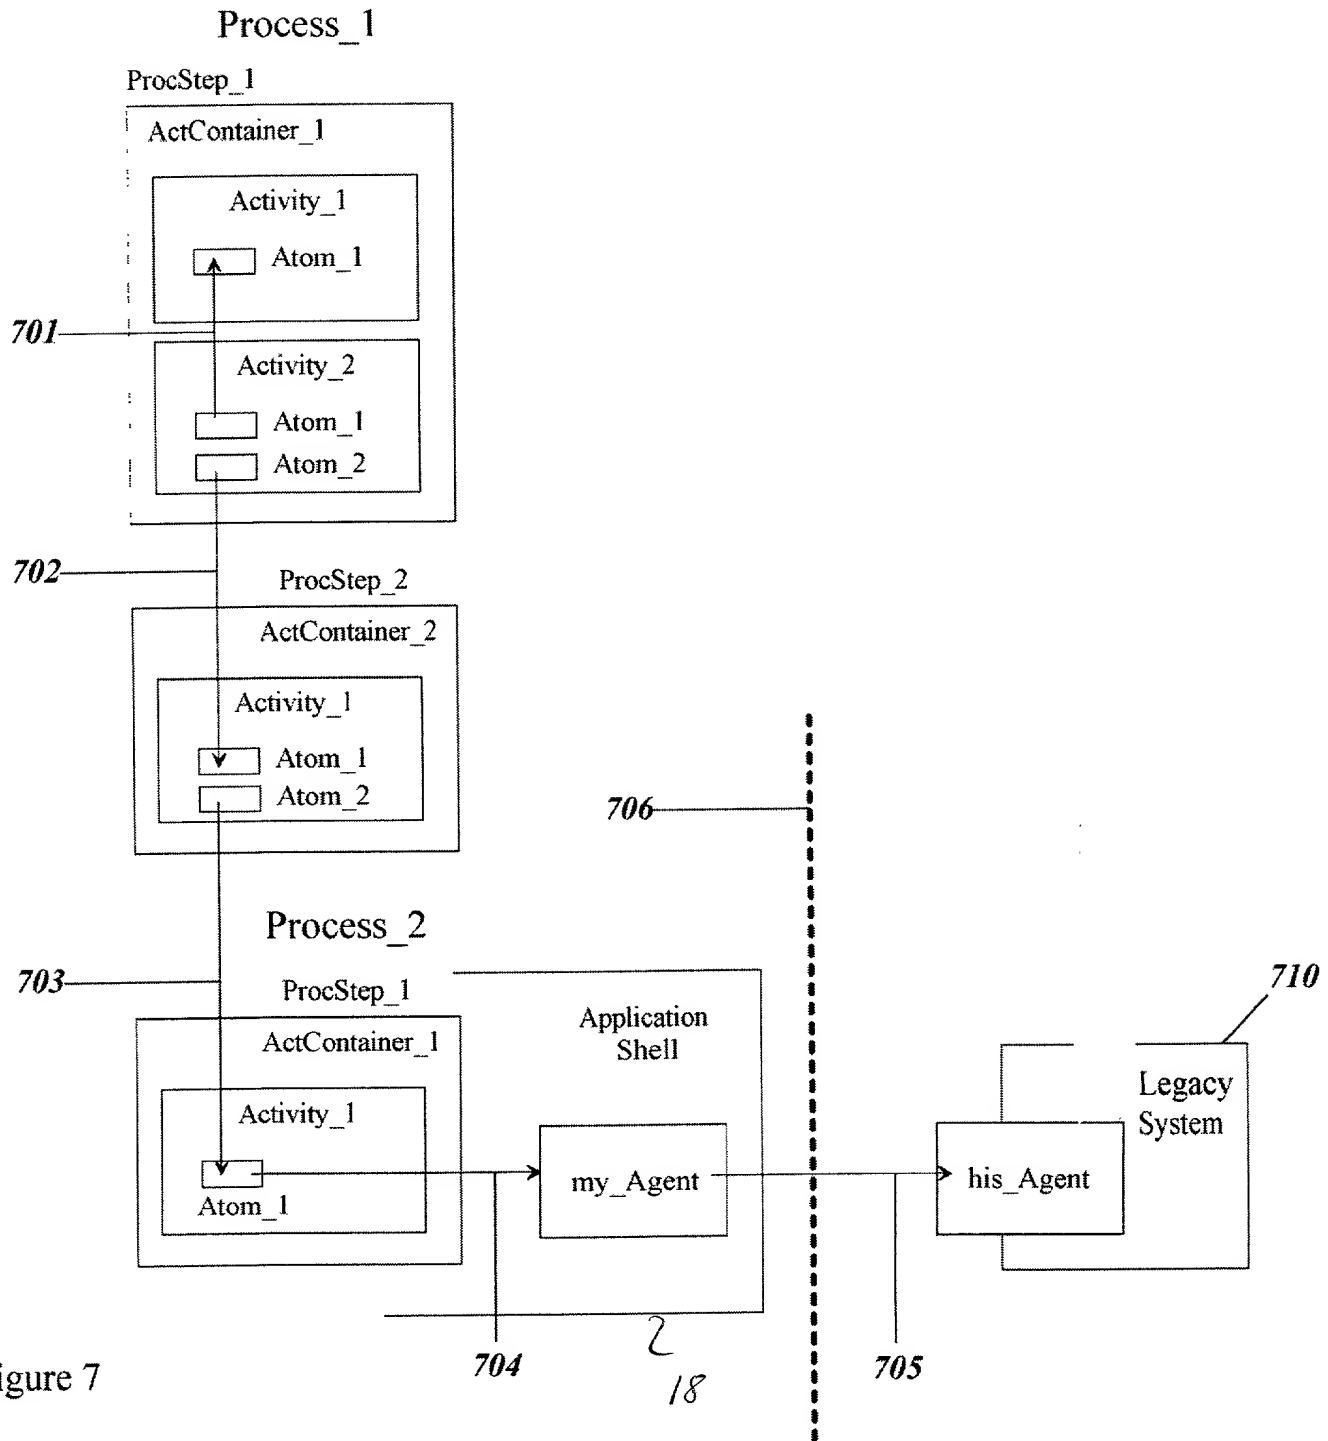 Process_1
ProcStep_1
ActContainer_1
Activity_1
Atom_1
701
Activity_2
Atom_1
Atom_2
702
ProcStep_2
ActContainer_2
Activity_1
Atom_1
Atom_2
706
Process_2
703
ProcStep_1
710
ActContainer_1
Application
Shell
Legacy
System
Activity_1
my_Agent
his_Agent
Atom_1
704
705
18
igure 7